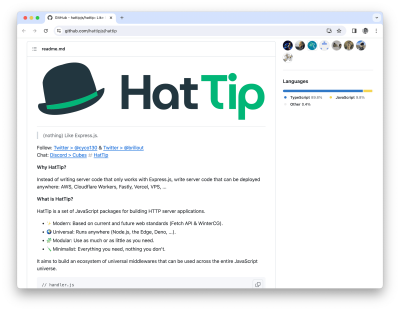 Github - hattipjs/hattip: Like
github.com/hattipjs/hattip
readme.md
HatTip
(nothing) Like Express.js.
Follow: Twitter > @cyco130 & Twitter > @brillout
Chat: Discord > Cubes HatTip
Why HatTip?
Instead of writing server code that only works with Express.js, write server code that can be deployed
anywhere: AWS, Cloudflare Workers, Fastly, Vercel, VPS, ...
What is HatTip?
HatTip is a set of JavaScript packages for building HTTP server applications.
Modern: Based on current and future web standards (Fetch API & WinterCG).
Universal: Runs anywhere (Node.js, the Edge, Deno, ...).
Modular: Use as much or as little as you need.
Minimalist: Everything you need, nothing you don't.
It aims to build an ecosystem of universal middlewares that can be used across the entire JavaScript
universe.
// handler.js
Languages
TypeScript
JavaScript
Other